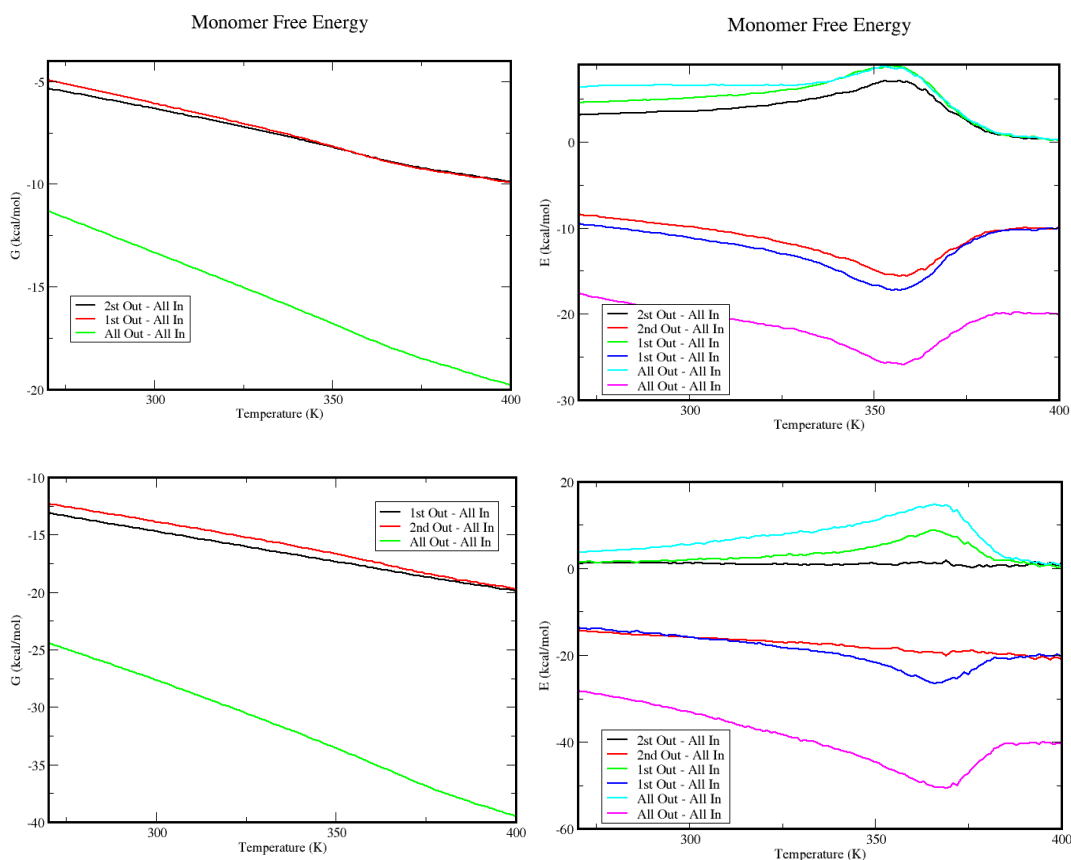 Monomer Free Energy
-5
-10
-15
-20
G (kcal/mol)
2st Out - All In
1st Out - All In
All Out - All In
300
350
400
Temperature (K)
Monomer Free Energy
0
-10
-20
-30
E (kcal/mol)
2st Out - All In
2nd Out - All In
1st Out - All In
1st Out - All In
All Out - All In
All Out - All In
300
350
400
Temperature (K)
-10
-15
-20
-25
-30
-35
-40
G (kcal/mol)
1st Out - All In
2nd Out - All In
All Out - All In
300
350
400
Temperature (K)
20
0
-20
-40
-60
E (kcal/mol)
2st Out - All In
2nd Out - All In
1st Out - All In
1st Out - All In
All Out - All In
All Out - All In
300
350
400
Temperature (K)